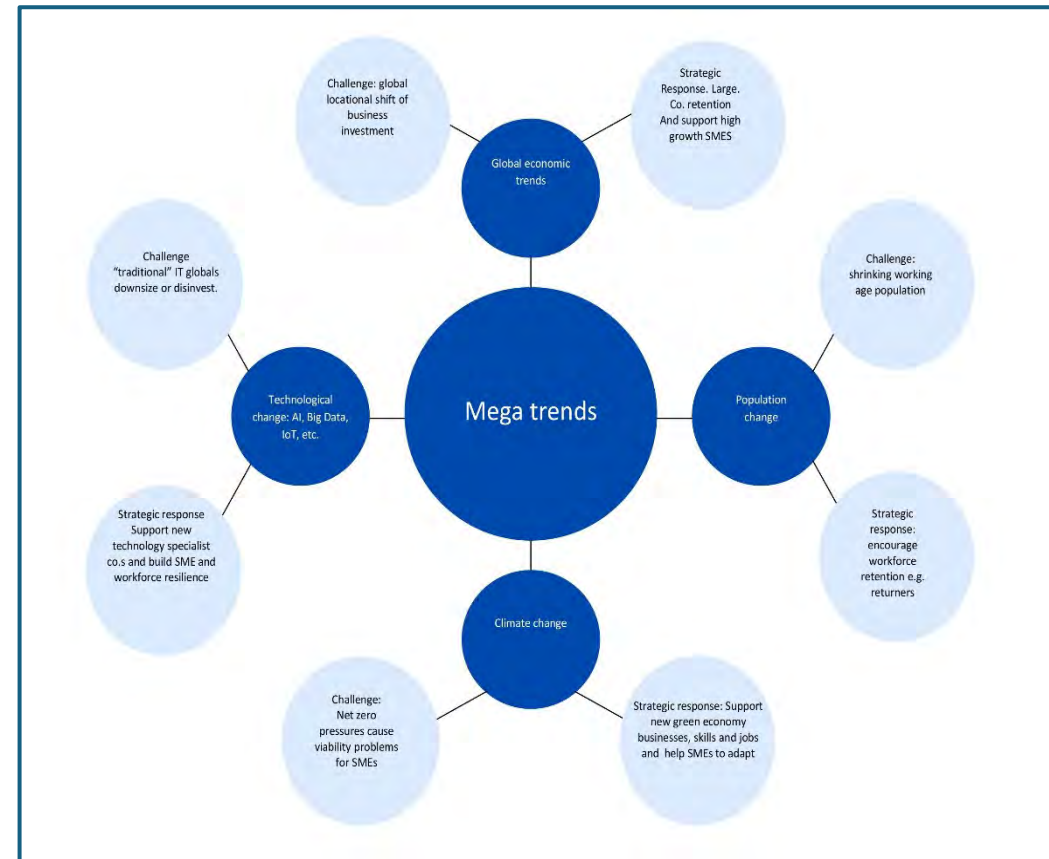 Challenge: global
locational shift of
business
investment
Strategic
Response. Large.
Co. retention
And support high
growth SMES
Global economic
trends
Challenge
“traditional” IT globals
downsize or disinvest.
Challenge:
shrinking working
age population
Technological
change: AI, Big Data,
IoT, etc.
Mega trends
Population
change
Strategic response
Support new
technology specialist
co.s and build SME and
workforce resilience
Strategic
response:
encourage
workforce
retention e.g.
returners
Climate change
Challenge:
Net zero
pressures cause
viability problems
for SMEs
Strategic response: Support
new green economy
businesses, skills and jobs
and help SMEs to adapt